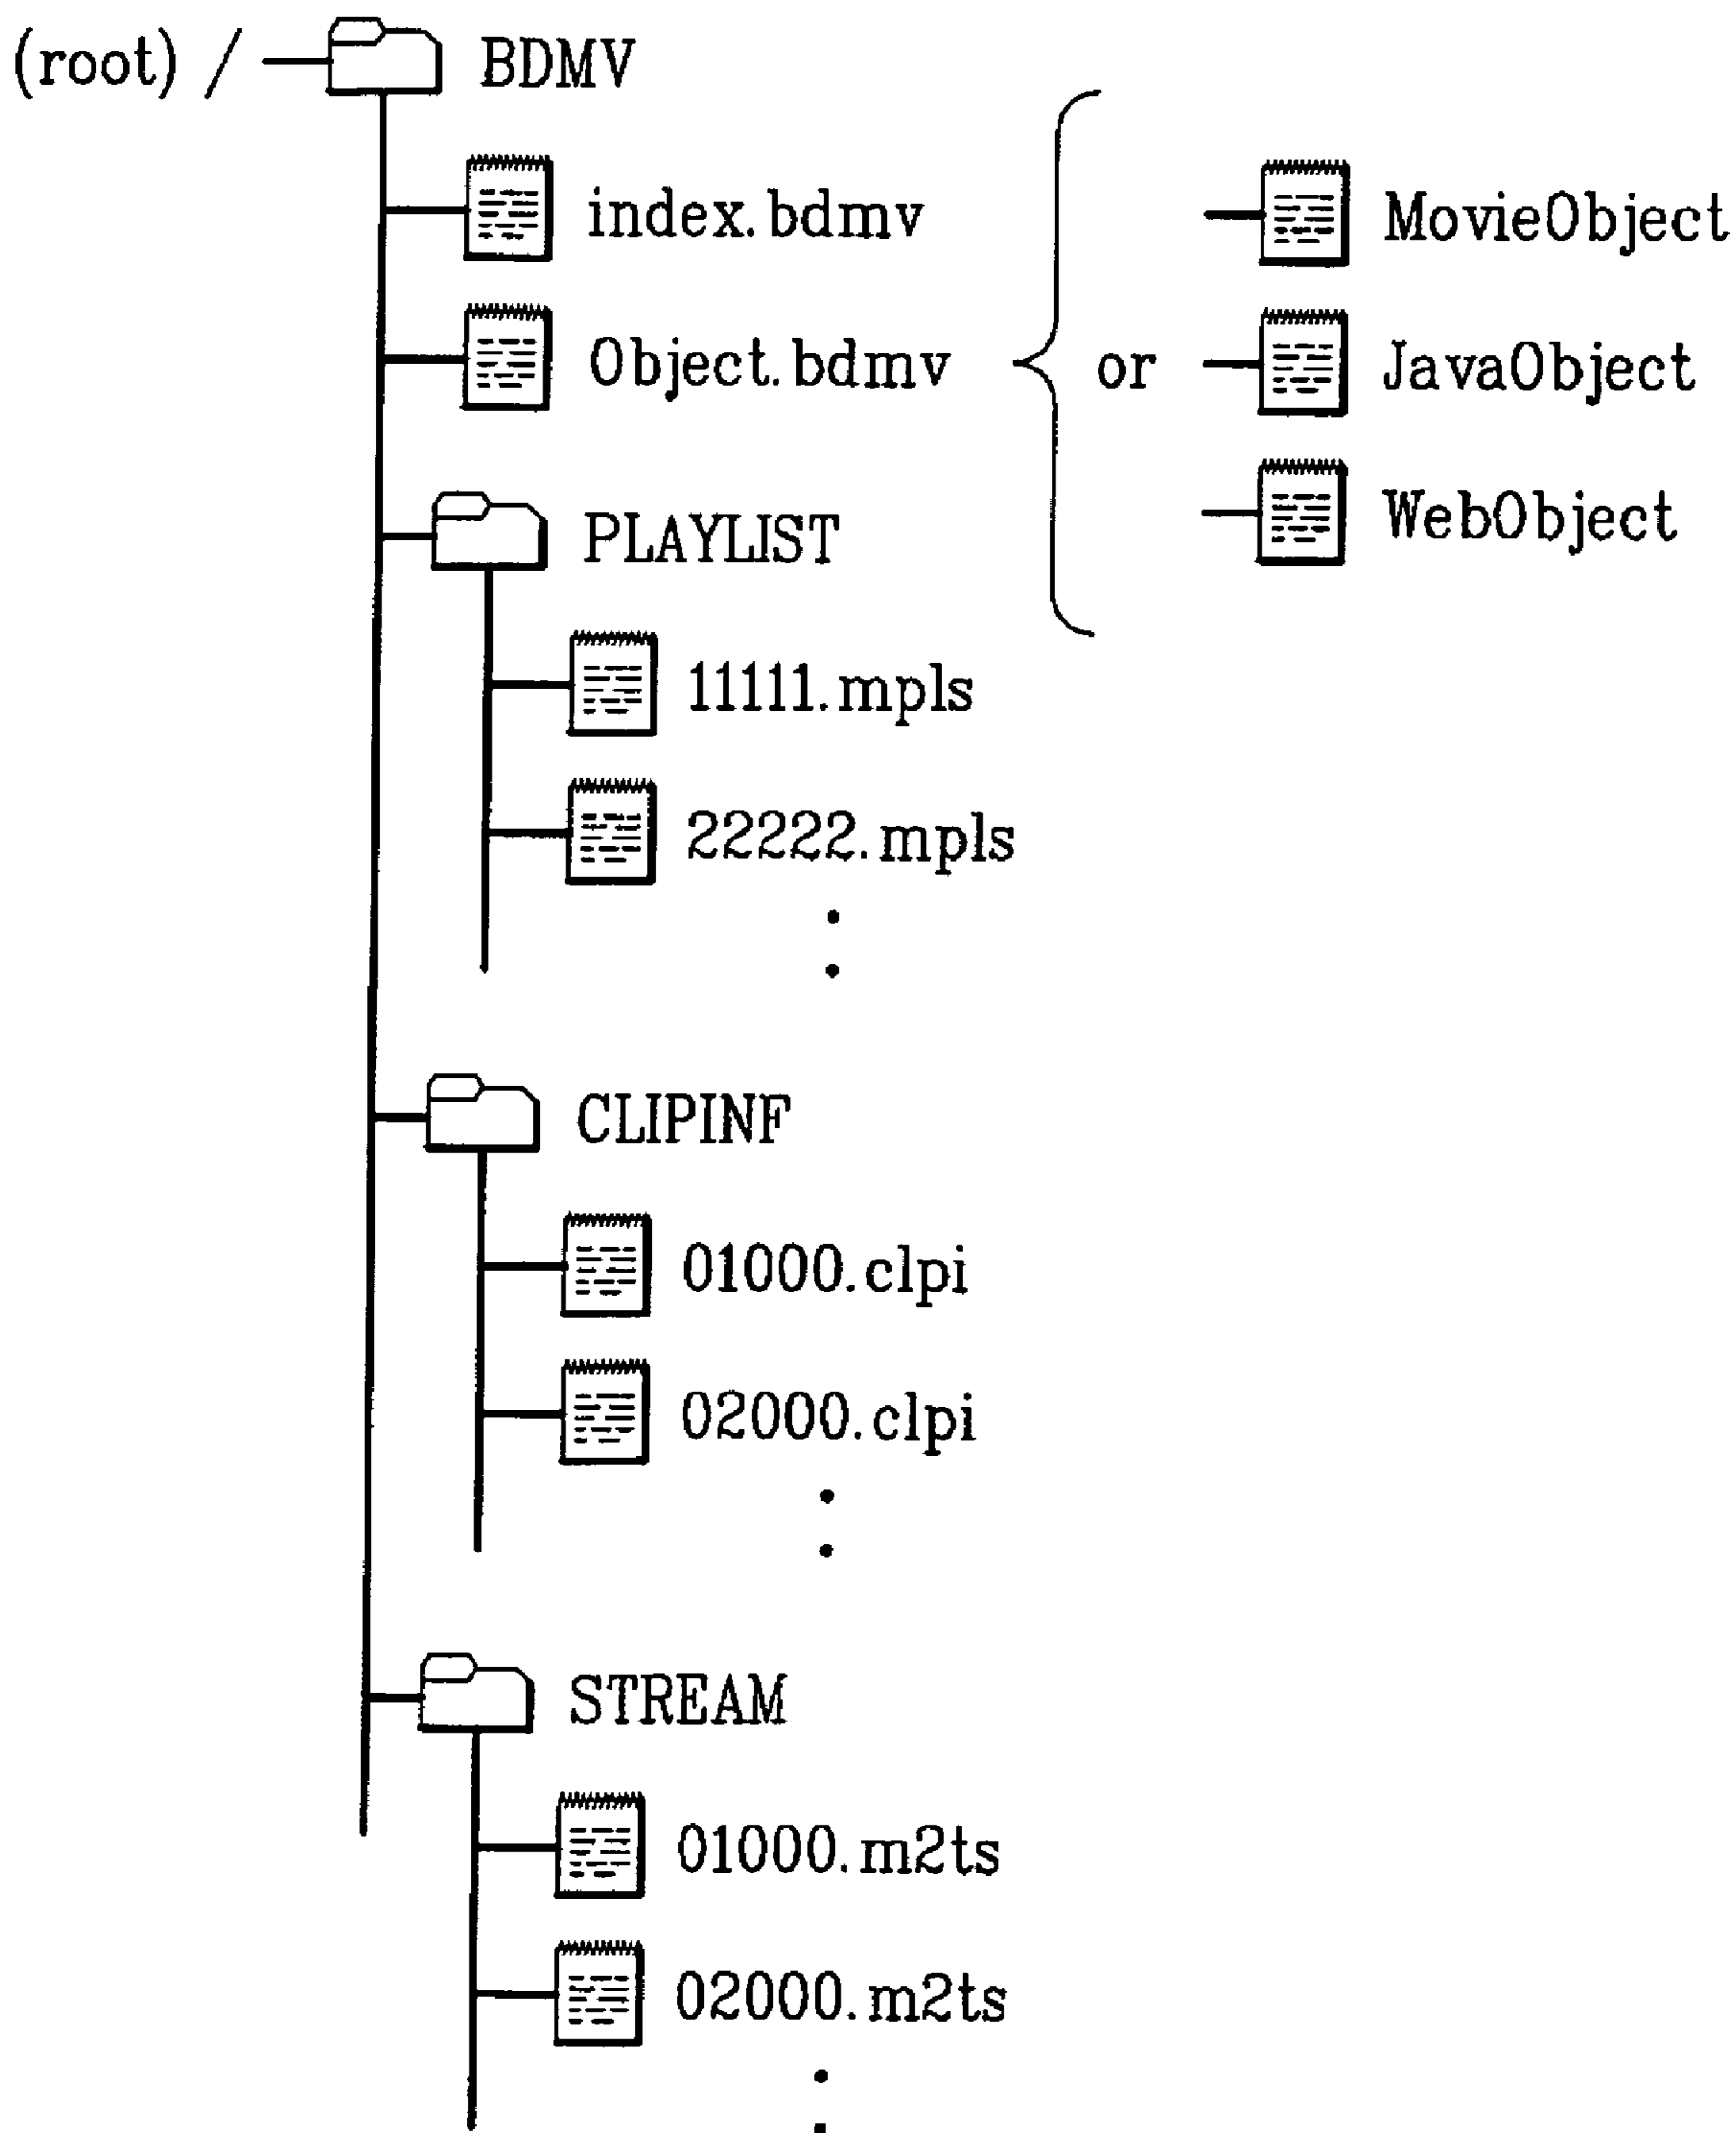 (root) / BDMV
index.bdmv
Object.bdmv
or
MovieObject
JavaObject
WebObject
PLAYLIST
11111.mpls
22222.mpls
CLIPINF
01000.clpi
02000.clpi
STREAM
01000.m2ts
02000.m2ts